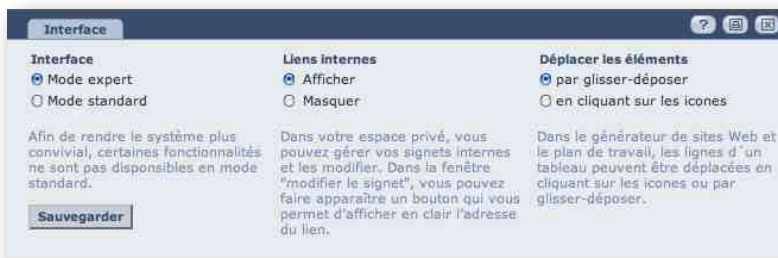 Interface
Interface
Mode expert
Mode standard
Afin de rendre le système plus
convivial, certaines fonctionnalités
ne sont pas disponibles en mode
standard.
Sauvegarder
Liens internes
Afficher
Masquer
Dans votre espace privé, vous
pouvez gérer vos signets internes
et les modifier. Dans la fenêtre
"modifier le signet", vous pouvez
faire apparaître un bouton qui vous
permet d'afficher en clair l'adresse
du lien.
Déplacer les éléments
par glisser-déposer
en cliquant sur les icones
Dans le générateur de sites Web et
le plan de travail, les lignes d´un
tableau peuvent être déplacées en
cliquant sur les icones ou par
glisser-déposer.